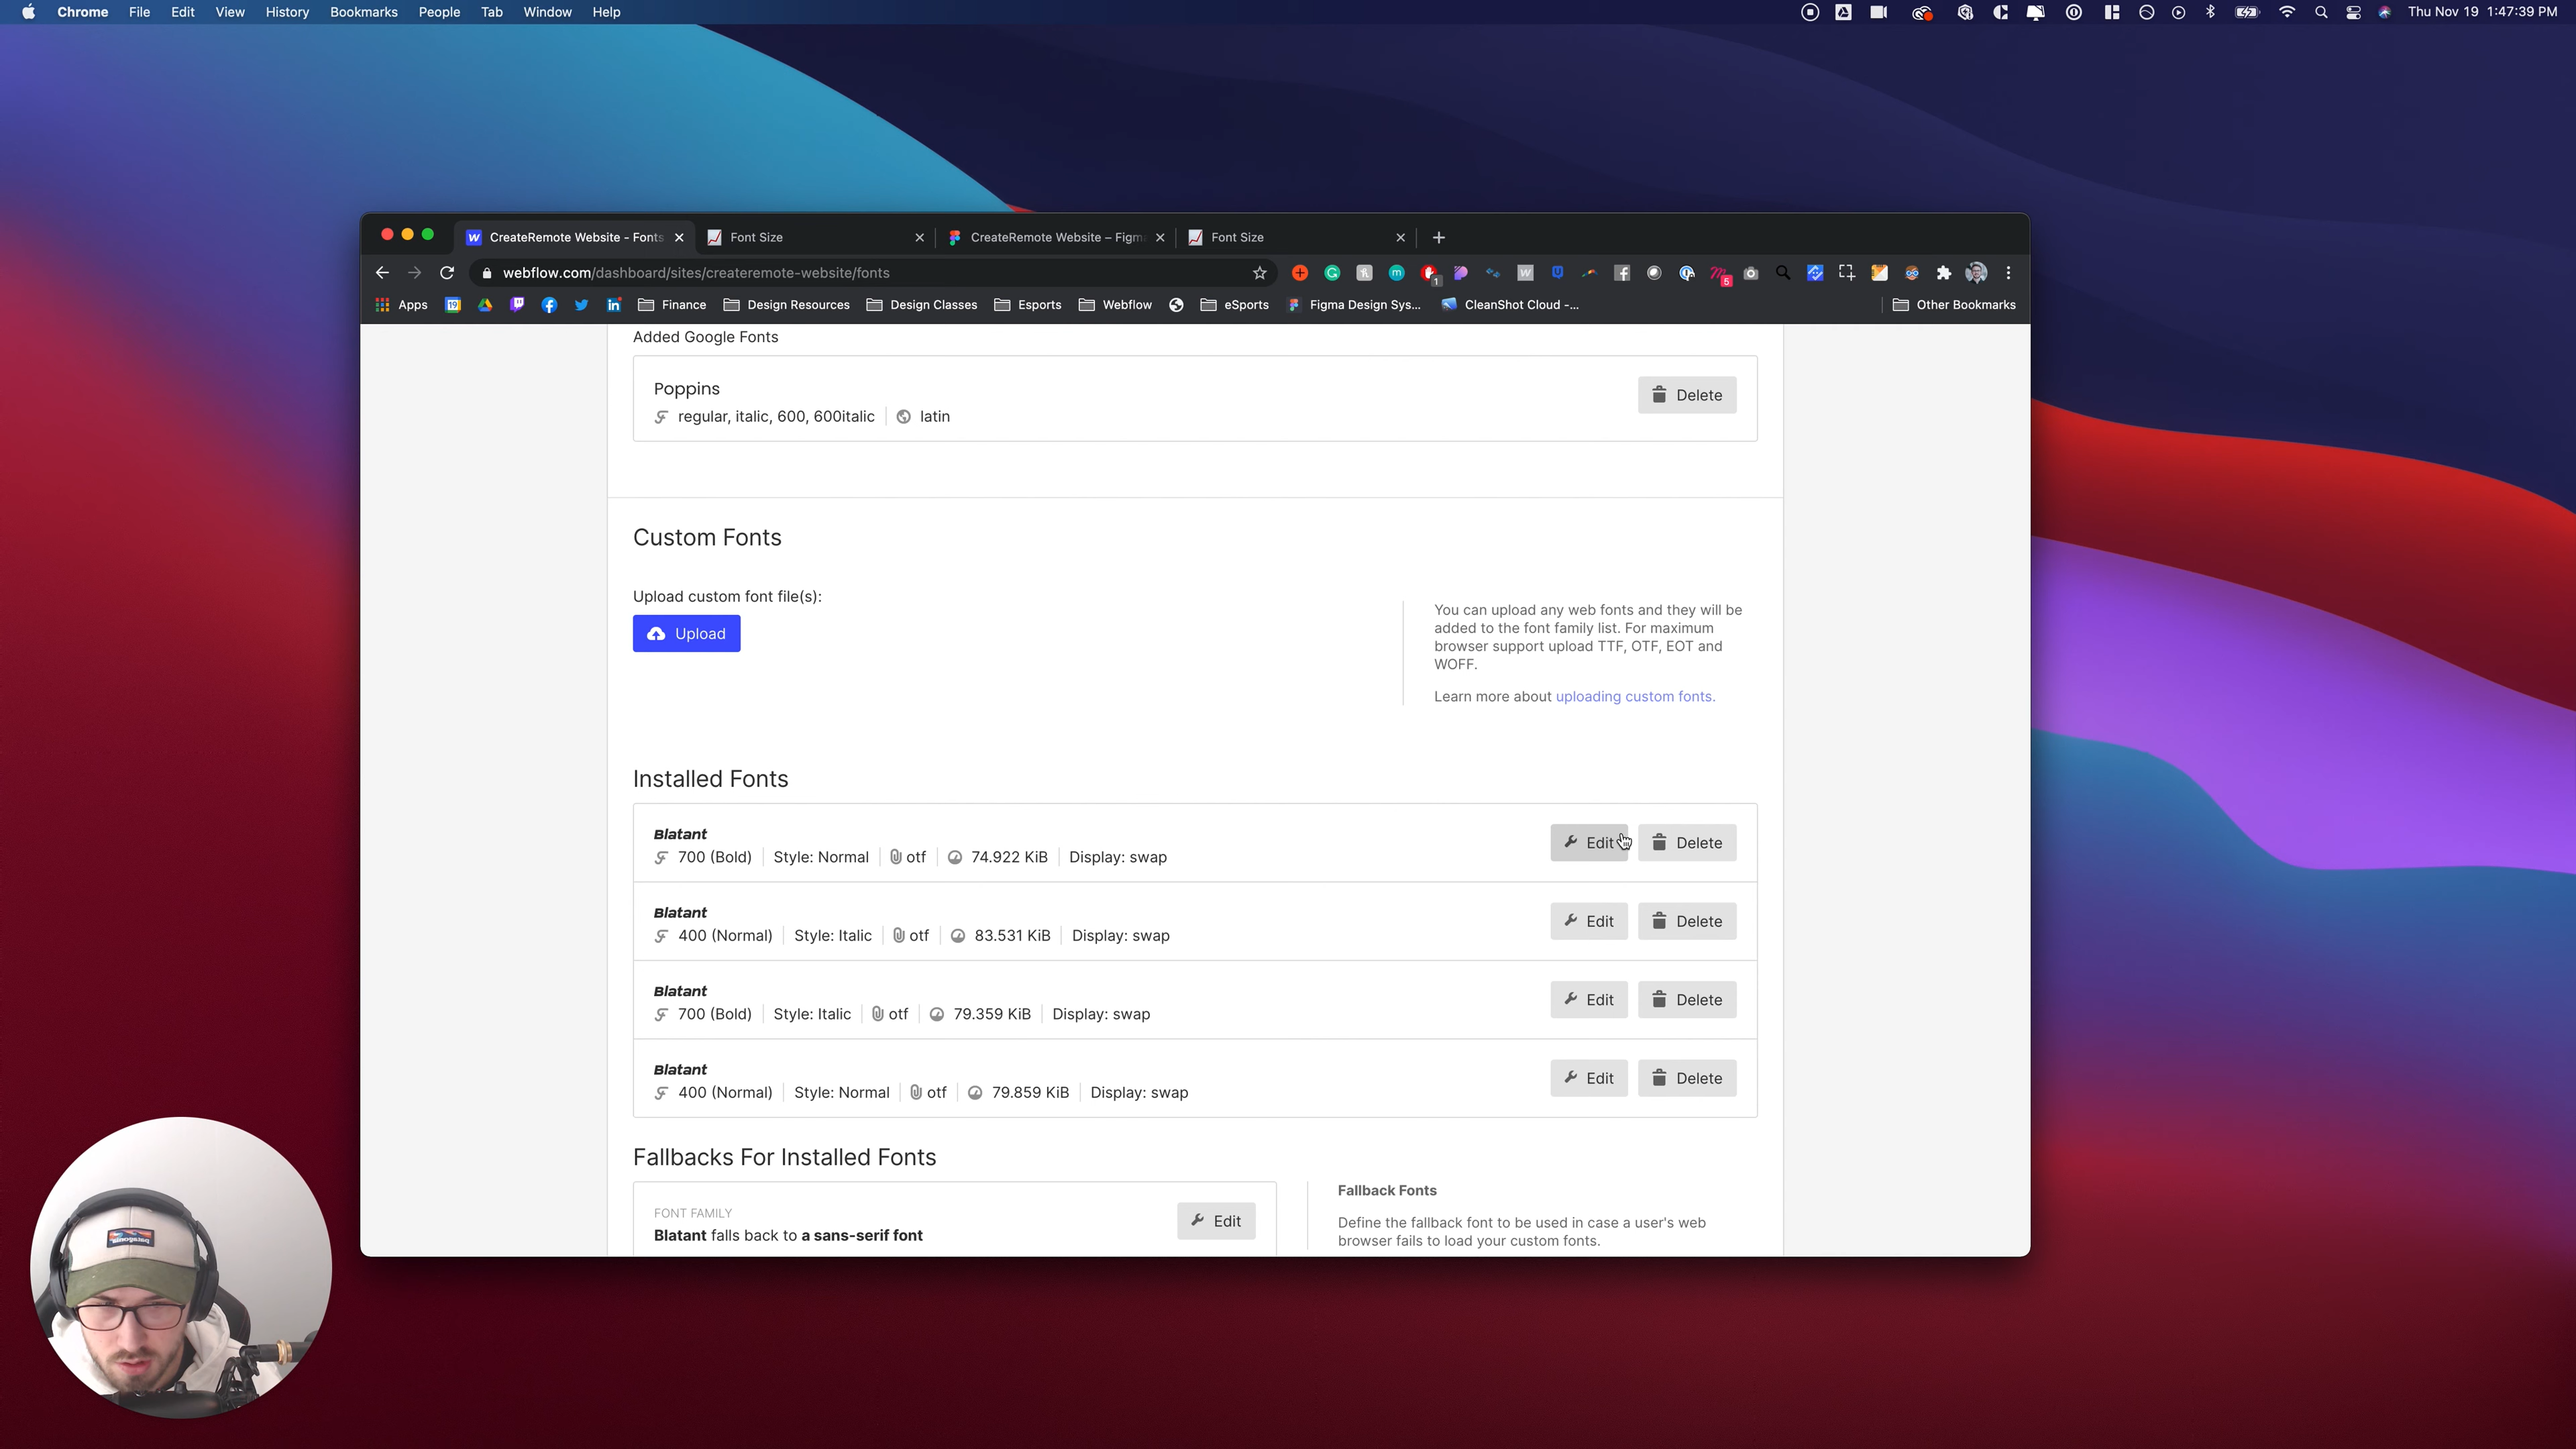 Chrome File Edit View History Bookmarks People Tab Window Help Thu Nov 19 1:47:39 PM
CreateRemote Website - Fonts Font Size CreateRemote Website – Figm Font Size
webflow.com/dashboard/sites/createremote-website/fonts
Apps Finance Design Resources Design Classes Esports Webflow eSports Figma Design Sys... CleanShot Cloud -... Other Bookmarks
Added Google Fonts
Poppins
regular, italic, 600, 600italic latin
Delete
Custom Fonts
Upload custom font file(s):
Upload
You can upload any web fonts and they will be
added to the font family list. For maximum
browser support upload TTF, OTF, EOT and
WOFF.
Learn more about uploading custom fonts.
Installed Fonts
Blatant
700 (Bold) Style: Normal otf 74.922 KiB Display: swap
Edit Delete
Blatant
400 (Normal) Style: Italic otf 83.531 KiB Display: swap
Edit Delete
Blatant
700 (Bold) Style: Italic otf 79.359 KiB Display: swap
Edit Delete
Blatant
400 (Normal) Style: Normal otf 79.859 KiB Display: swap
Edit Delete
Fallbacks For Installed Fonts
FONT FAMILY
Blatant falls back to a sans-serif font
Edit
Fallback Fonts
Define the fallback font to be used in case a user's web
browser fails to load your custom fonts.